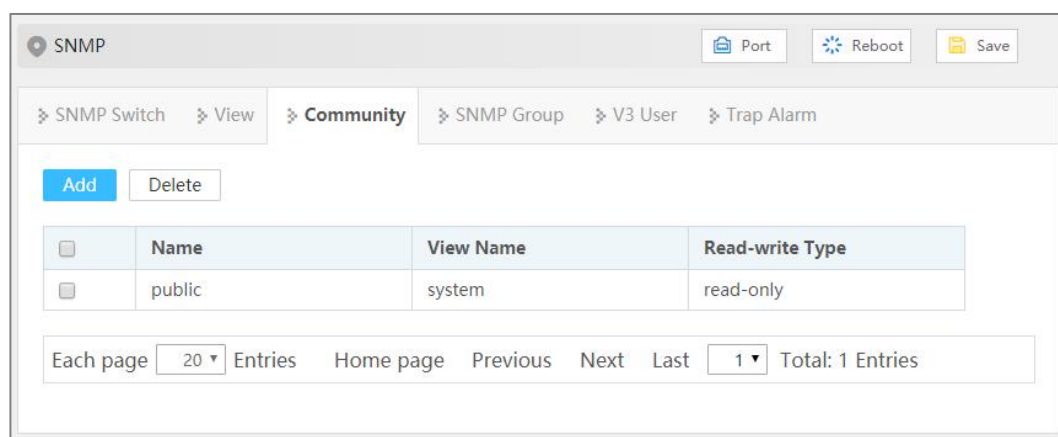 SNMP Port Reboot Save
SNMP Switch View Community SNMP Group V3 User Trap Alarm
Add Delete
Name View Name Read-write Type
public system read-only
Each page 20 Entries Home page Previous Next Last 1 Total: 1 Entries